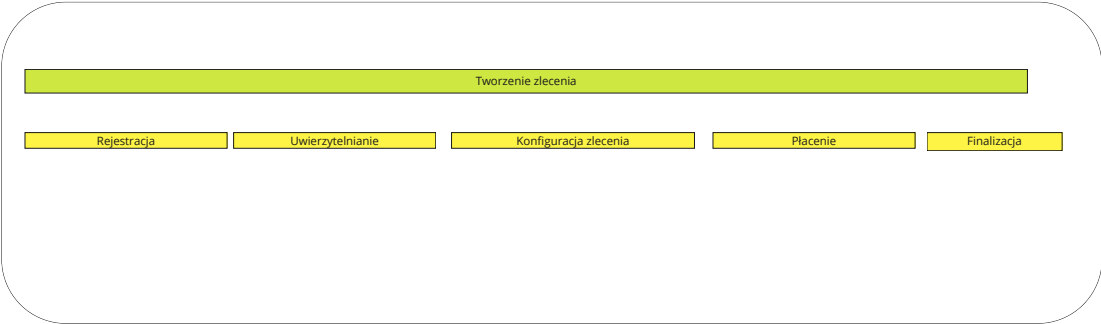 Tworzenie zlecenia
Rejestracja
Uwierzytelnianie
Konfiguracja zlecenia
Płacenie
Finalizacja